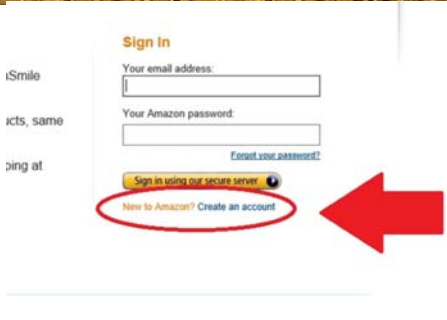 Sign In
Smile
Your email address:
ucts, same
Your Amazon password:
ping at
Forgot your password?
Sign in using our secure server
New to Amazon? Create an account